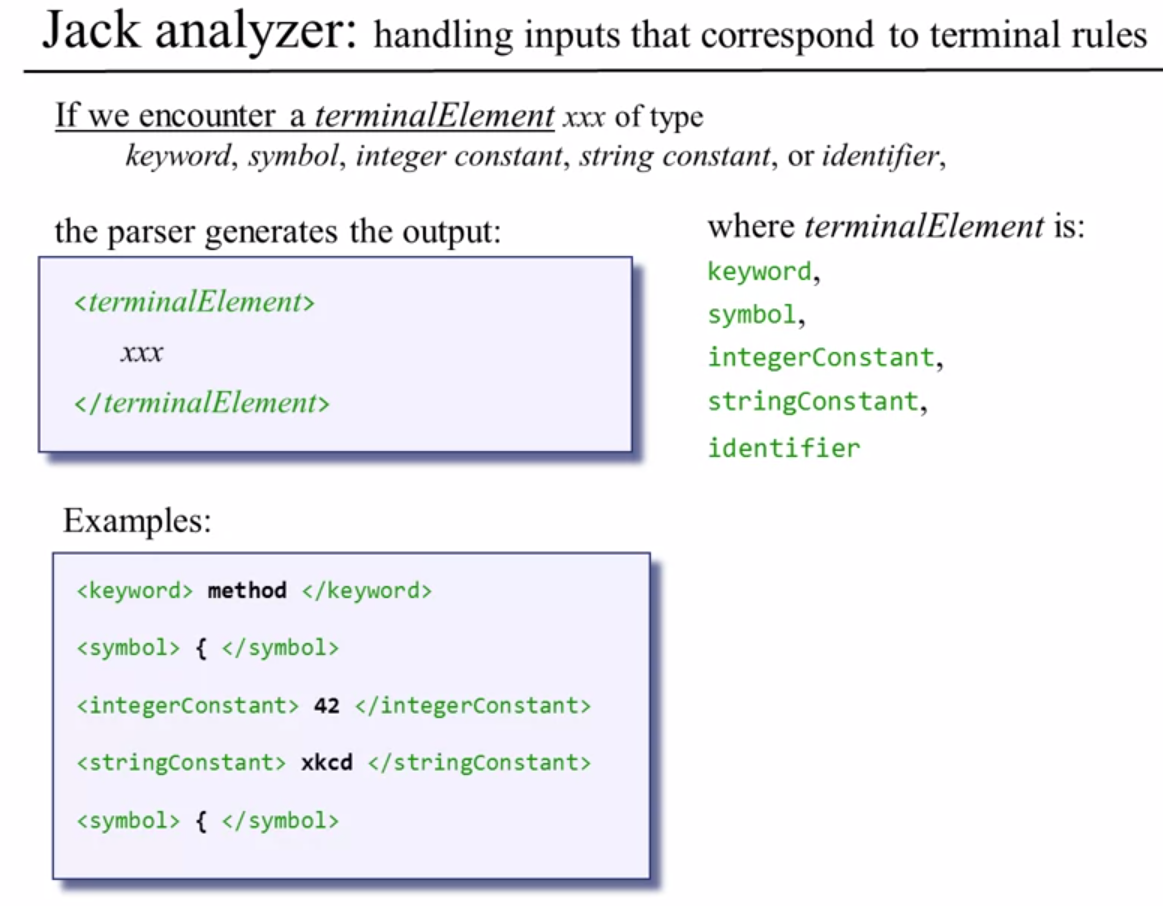 Jack analyzer: handling inputs that correspond to terminal rules
If we encounter a terminalElement xxx of type
keyword, symbol, integer constant, string constant, or identifier,
the parser generates the output:
<terminalElement>
xxx
</terminalElement>
where terminalElement is:
keyword,
symbol,
integerConstant,
stringConstant,
identifier
Examples:
<keyword> method </keyword>
<symbol> { </symbol>
<integerConstant> 42 </integerConstant>
<stringConstant> xkcd </stringConstant>
<symbol> { </symbol>